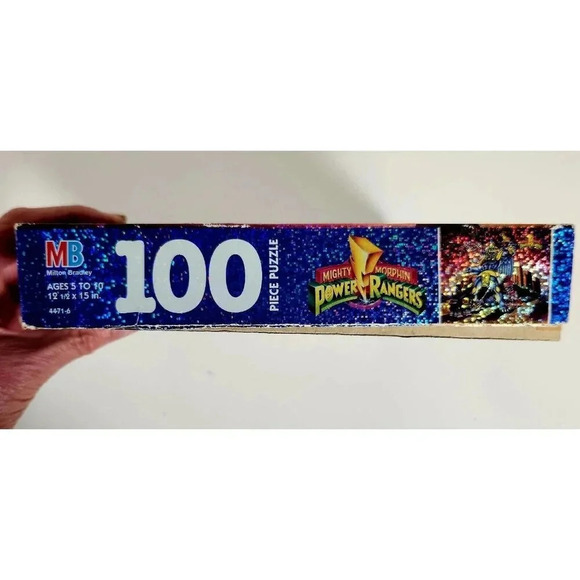 MB
Milton Bradley
AGES 5 TO 10
12 1/2 x 15 in.
4471-6
100
PIECE PUZZLE
MIGHTY MORPHIN
POWER RANGERS